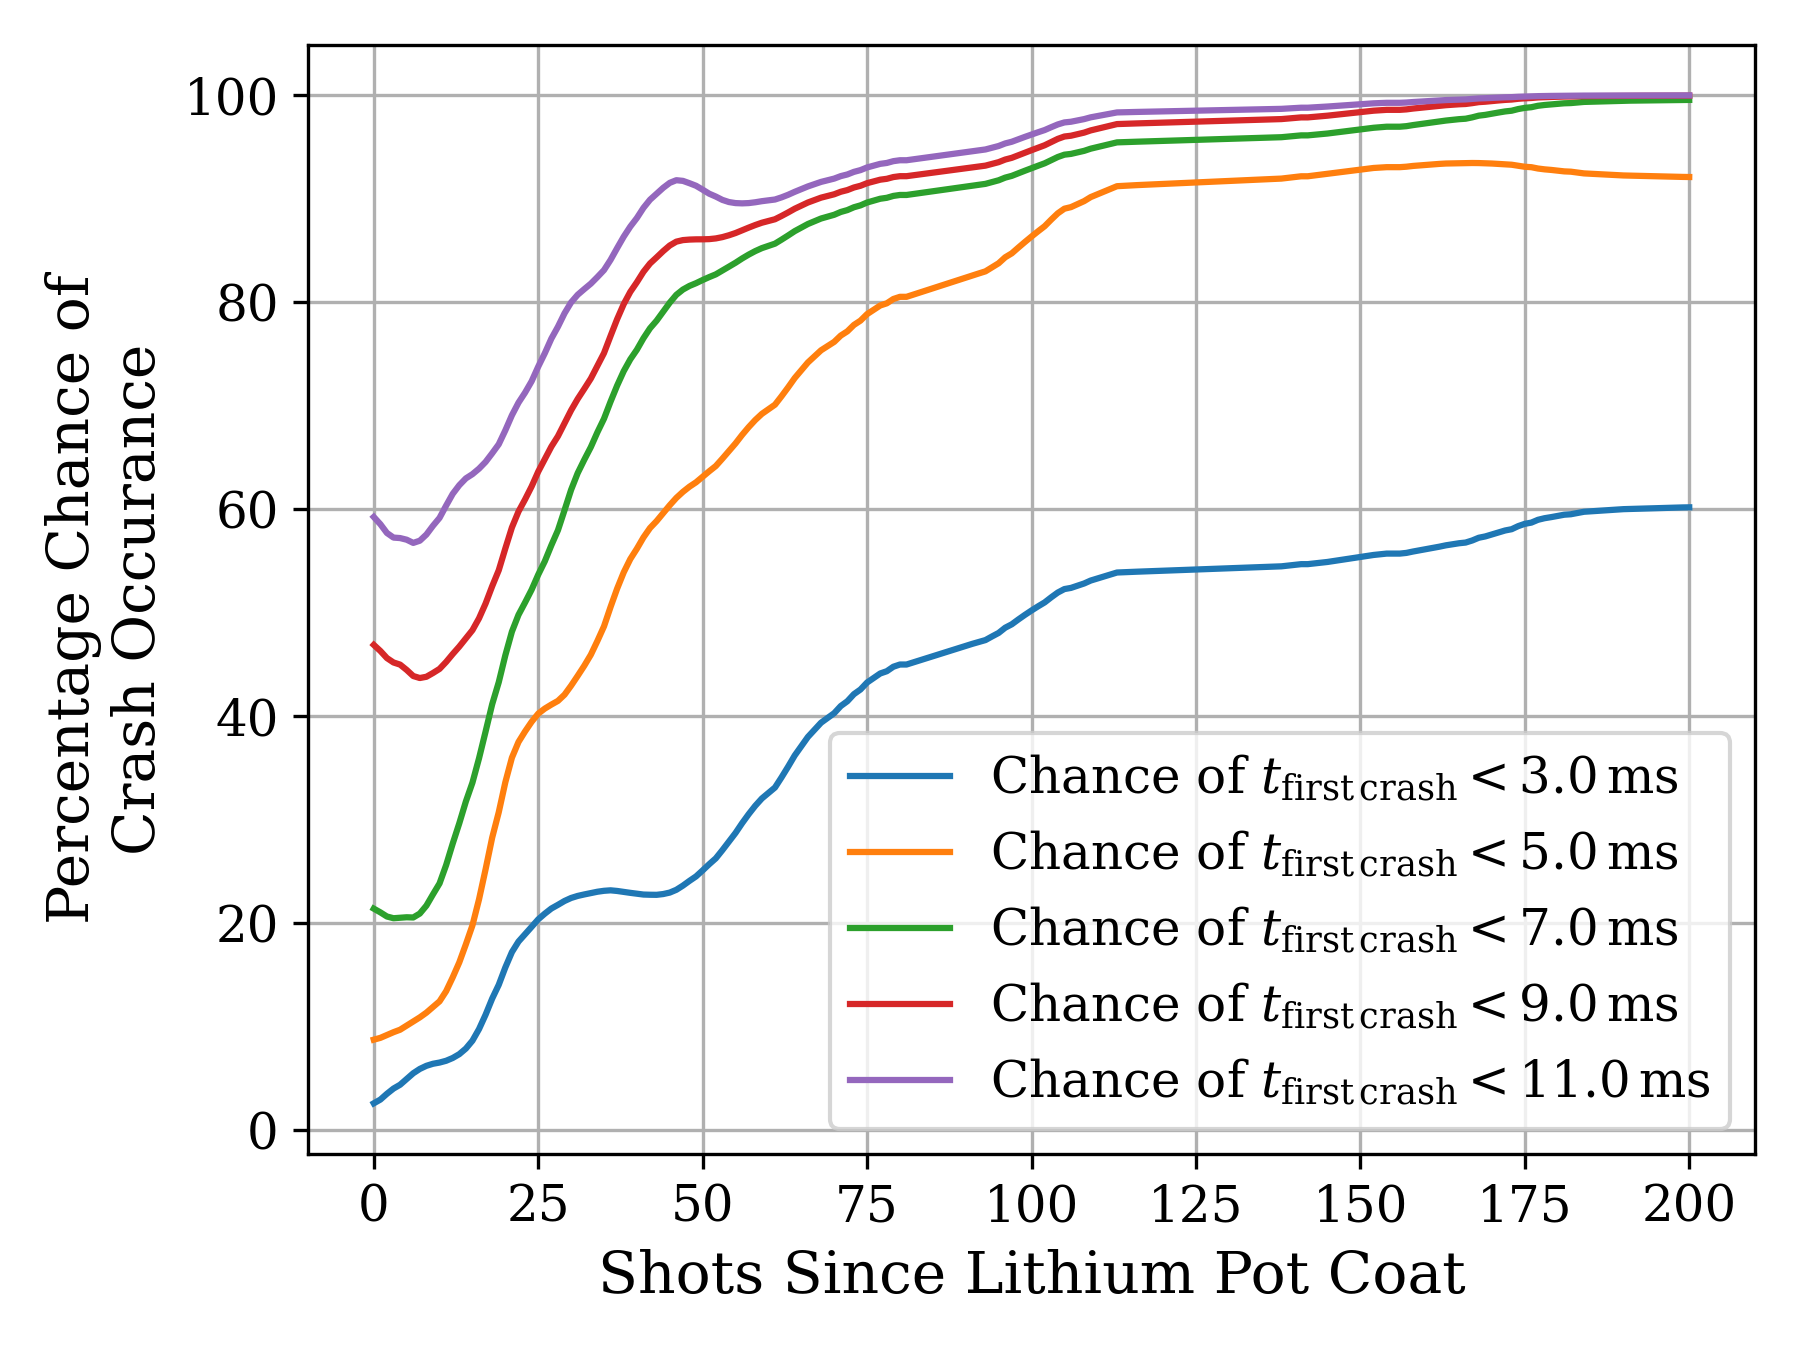 Percentage Chance of
Crash Occurance
100
80
60
40
20
0
Chance of t_first crash < 3.0 ms
Chance of t_first crash < 5.0 ms
Chance of t_first crash < 7.0 ms
Chance of t_first crash < 9.0 ms
Chance of t_first crash < 11.0 ms
0 25 50 75 100 125 150 175 200
Shots Since Lithium Pot Coat